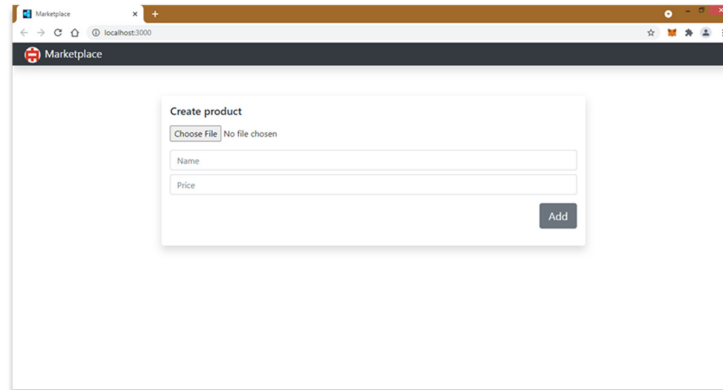 Marketplace
localhost:3000
Marketplace
Create product
Choose File No file chosen
Name
Price
Add